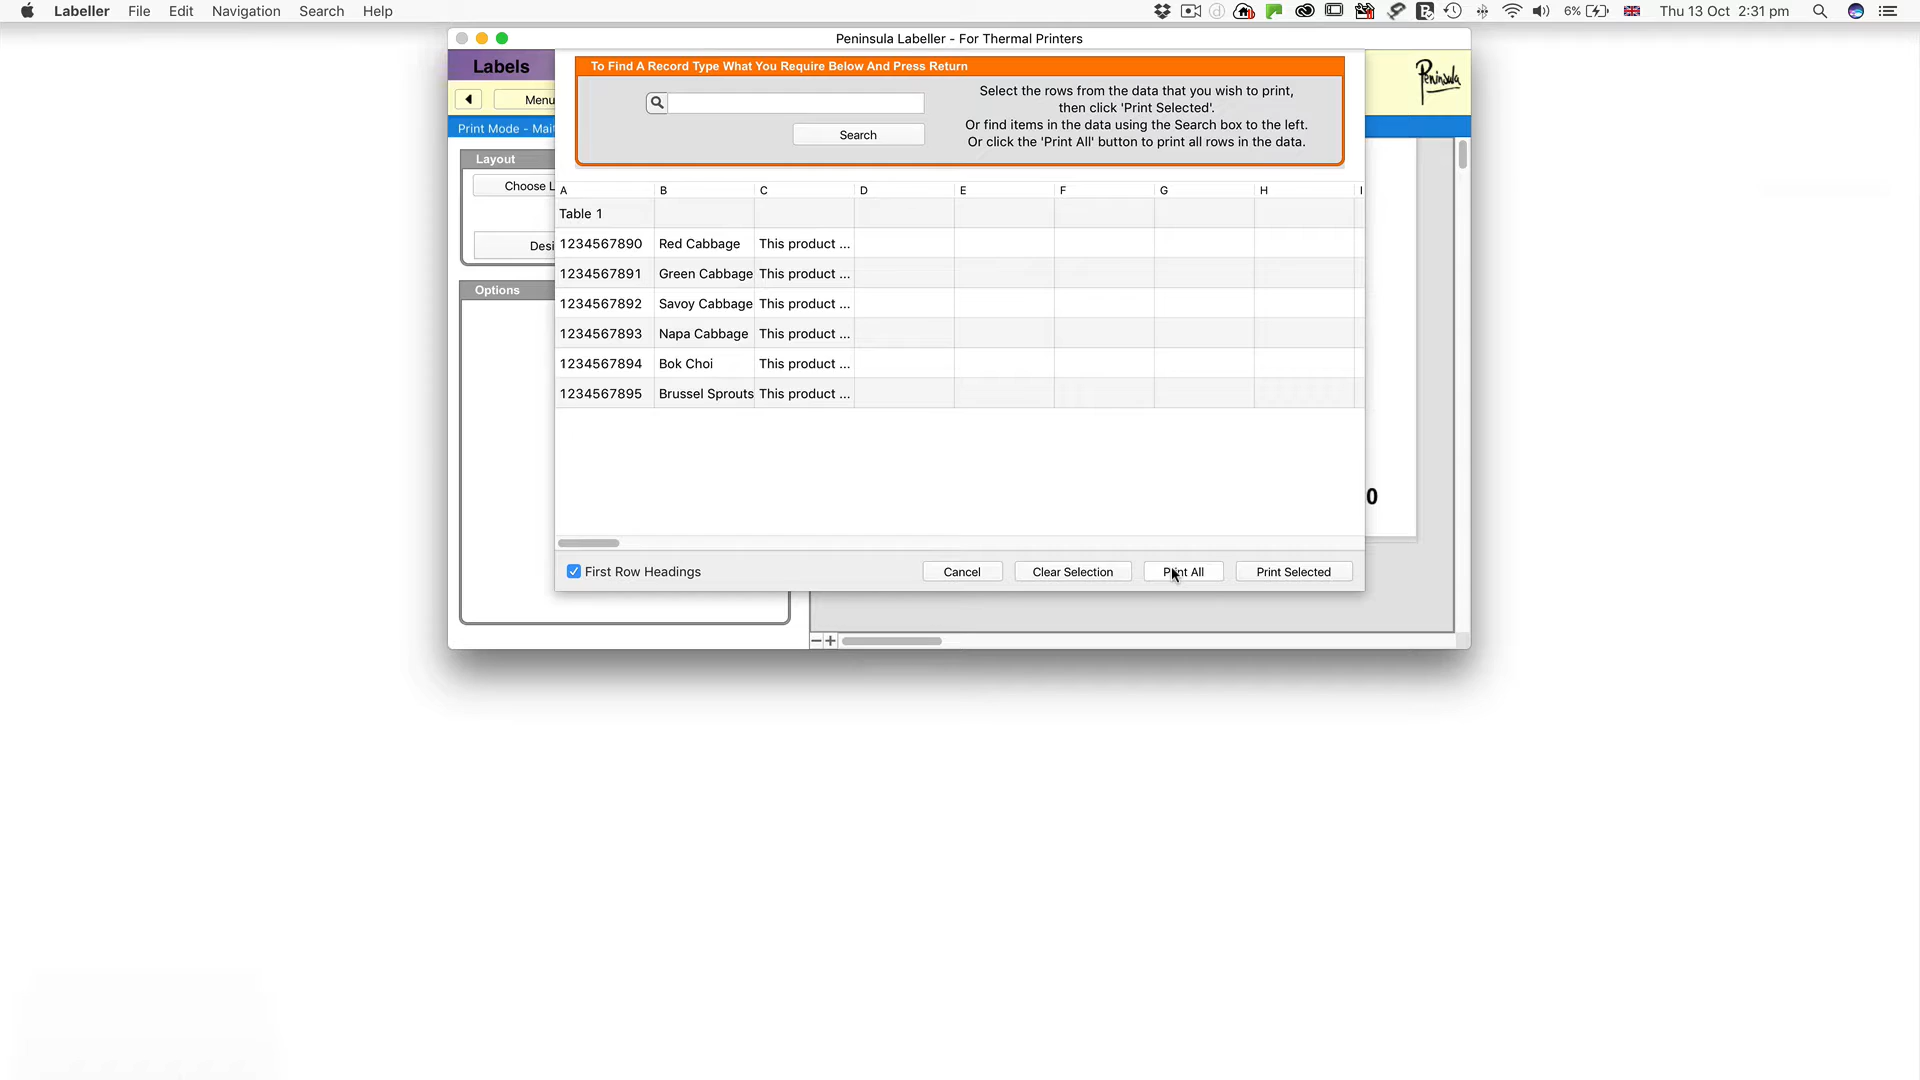 Labeller File Edit Navigation Search Help
6% Thu 13 Oct 2:31 pm
Peninsula Labeller - For Thermal Printers
Labels
Peninsula
Menu
To Find A Record Type What You Require Below And Press Return
Search
Select the rows from the data that you wish to print,
then click 'Print Selected'.
Or find items in the data using the Search box to the left.
Or click the 'Print All' button to print all rows in the data.
Print Mode - Mait
Layout
Choose L
Desi
Options
A B C D E F G H I
Table 1
1234567890 Red Cabbage This product ...
1234567891 Green Cabbage This product ...
1234567892 Savoy Cabbage This product ...
1234567893 Napa Cabbage This product ...
1234567894 Bok Choi This product ...
1234567895 Brussel Sprouts This product ...
0
First Row Headings Cancel Clear Selection Print All Print Selected